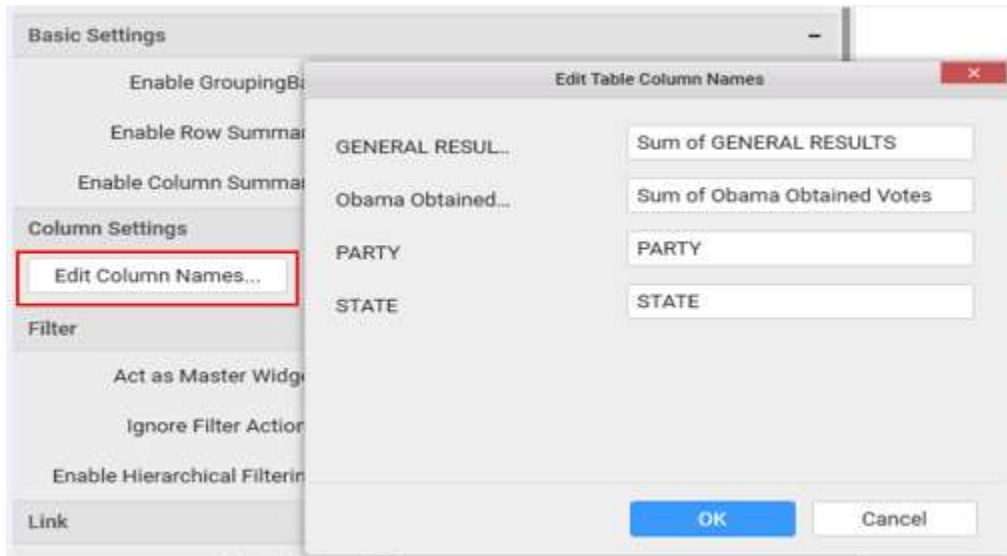 Basic Settings
Enable GroupingBa
Enable Row Summar
Enable Column Summar
Column Settings
Edit Column Names...
Filter
Act as Master Widge
Ignore Filter Action
Enable Hierarchical Filterin
Link
Edit Table Column Names
GENERAL RESUL... Sum of GENERAL RESULTS
Obama Obtained... Sum of Obama Obtained Votes
PARTY PARTY
STATE STATE
OK Cancel